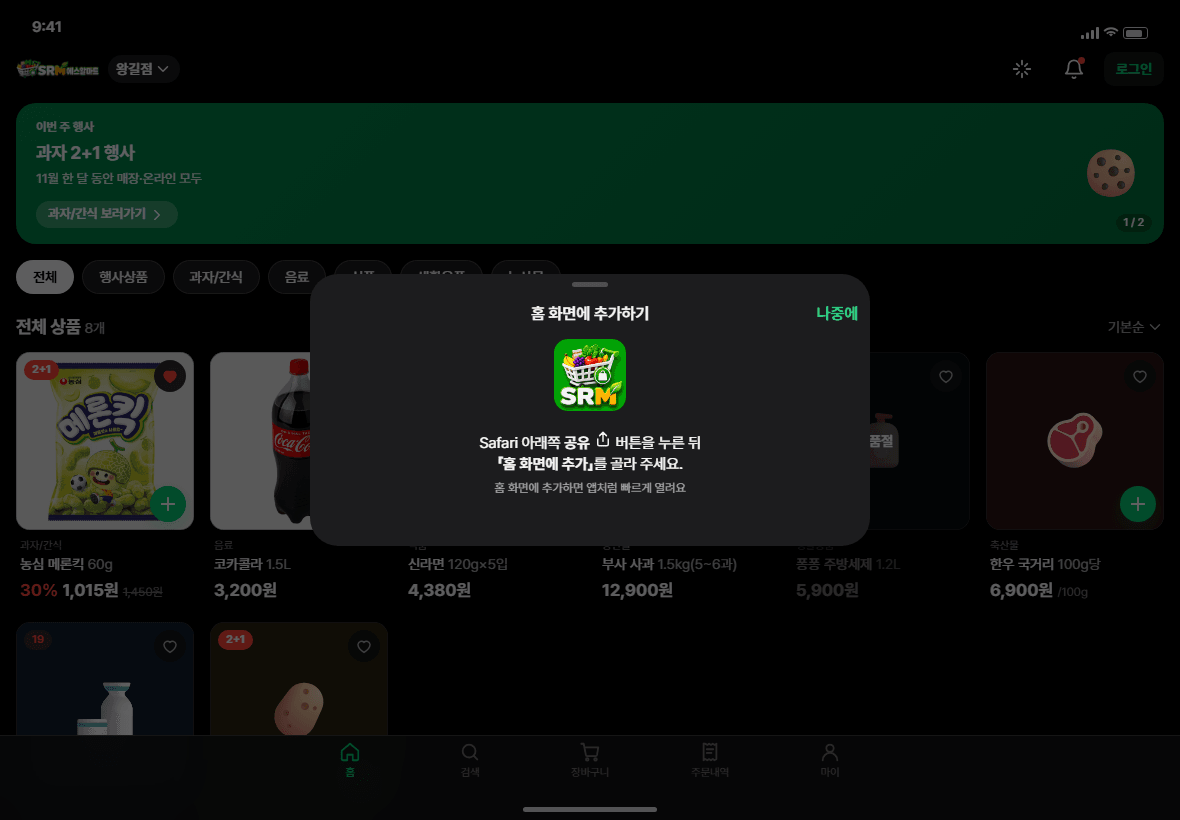 9:41
SRM 에스알마트
왕길점
로그인
이번 주 행사
과자 2+1 행사
11월 한 달 동안 매장·온라인 모두
과자/간식 보러가기
1 / 2
전체
행사상품
과자/간식
음료
전체 상품 8개
기본순
홈 화면에 추가하기
나중에
SRM
Safari 아래쪽 공유 버튼을 누른 뒤
『홈 화면에 추가』를 골라 주세요.
홈 화면에 추가하면 앱처럼 빠르게 열려요
2+1
농심
메론킥
Coca-Cola
품절
과자/간식
농심 메론킥 60g
30% 1,015원 1,450원
음료
코카콜라 1.5L
3,200원
신라면 120g×5입
4,380원
부사 사과 1.5kg(5~6과)
12,900원
퐁퐁 주방세제 1.2L
5,900원
축산물
한우 국거리 100g당
6,900원 /100g
19
2+1
홈
검색
장바구니
주문내역
마이